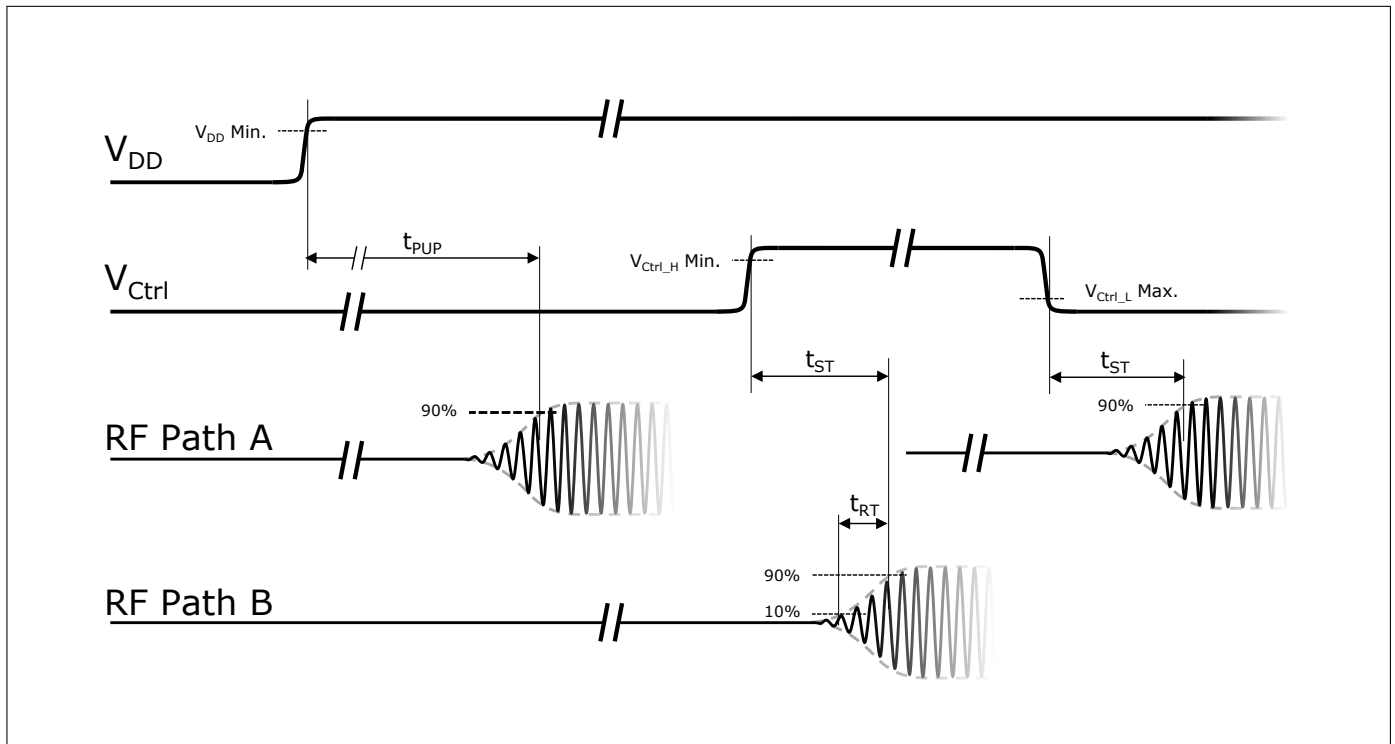 V_DD Min.
V_DD
t_PUP
V_Ctrl_H Min.
V_Ctrl
V_Ctrl_L Max.
t_ST
t_ST
90%
90%
RF Path A
t_RT
90%
10%
RF Path B